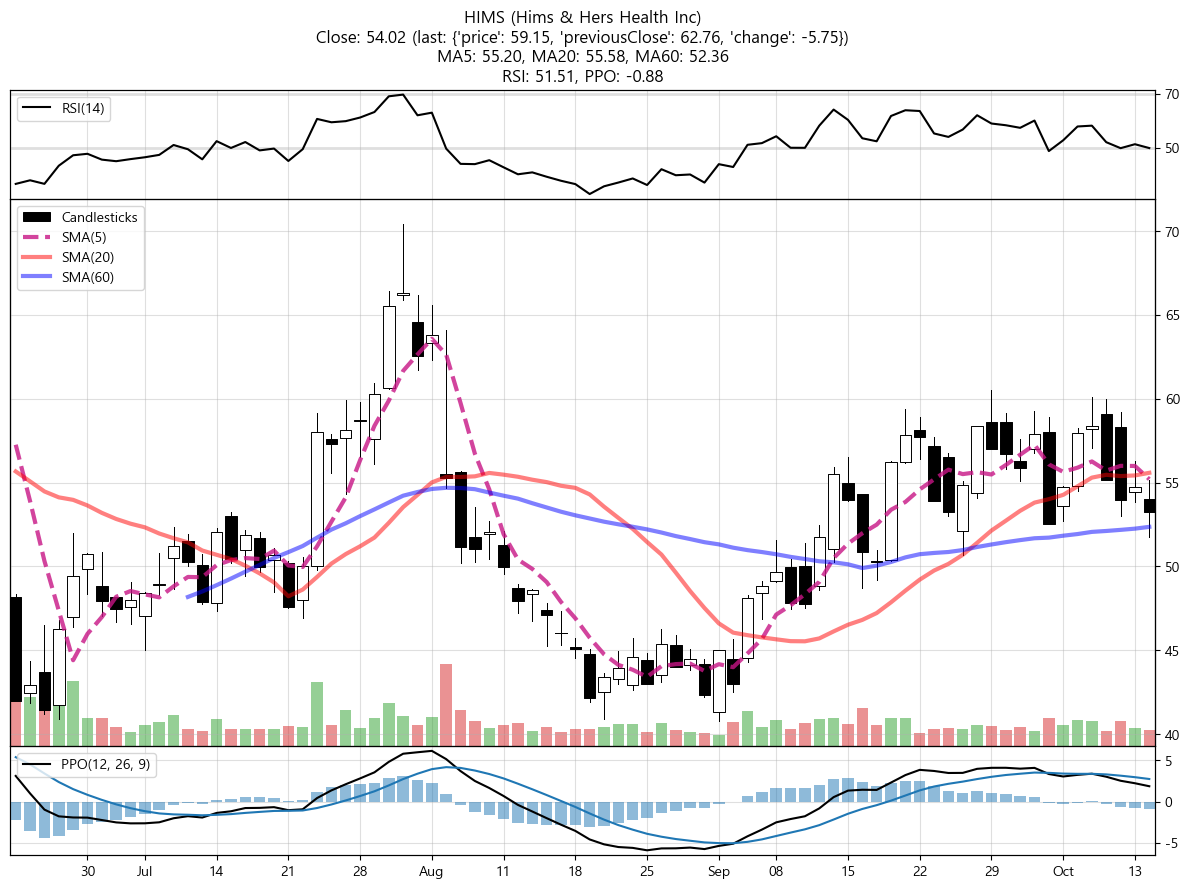 HIMS (Hims & Hers Health Inc)
Close: 54.02 (last: {'price': 59.15, 'previousClose': 62.76, 'change': -5.75})
MA5: 55.20, MA20: 55.58, MA60: 52.36
RSI: 51.51, PPO: -0.88
RSI(14)
70
50
Candlesticks
SMA(5)
SMA(20)
SMA(60)
70
65
60
55
50
45
40
PPO(12, 26, 9)
5
0
-5
30 Jul 14 21 28 Aug 11 18 25 Sep 08 15 22 29 Oct 13